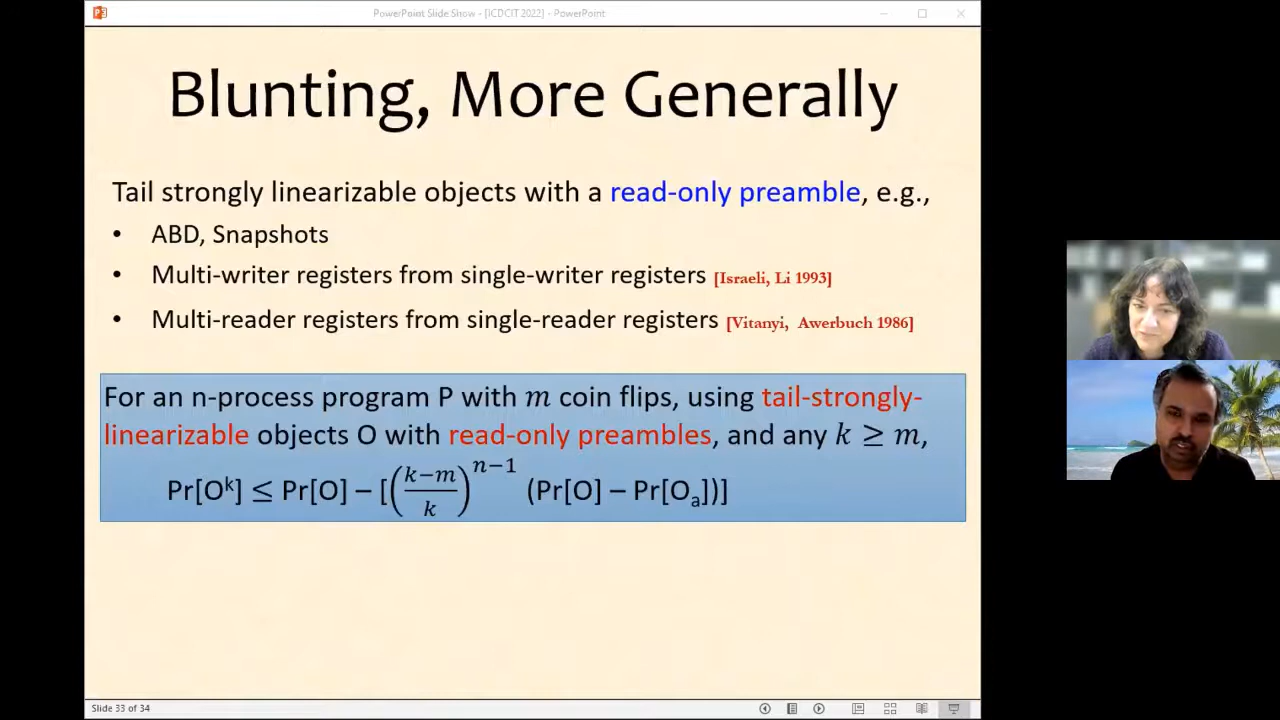 PowerPoint Slide Show - [ICDCIT 2022] - PowerPoint
Blunting, More Generally
Tail strongly linearizable objects with a read-only preamble, e.g.,
• ABD, Snapshots
• Multi-writer registers from single-writer registers [Israeli, Li 1993]
• Multi-reader registers from single-reader registers [Vitanyi, Awerbuch 1986]
For an n-process program P with m coin flips, using tail-strongly-
linearizable objects O with read-only preambles, and any k ≥ m,
Pr[Oᵏ] ≤ Pr[O] – [((k−m)/k)ⁿ⁻¹ (Pr[O] – Pr[Oₐ])]
Slide 33 of 34